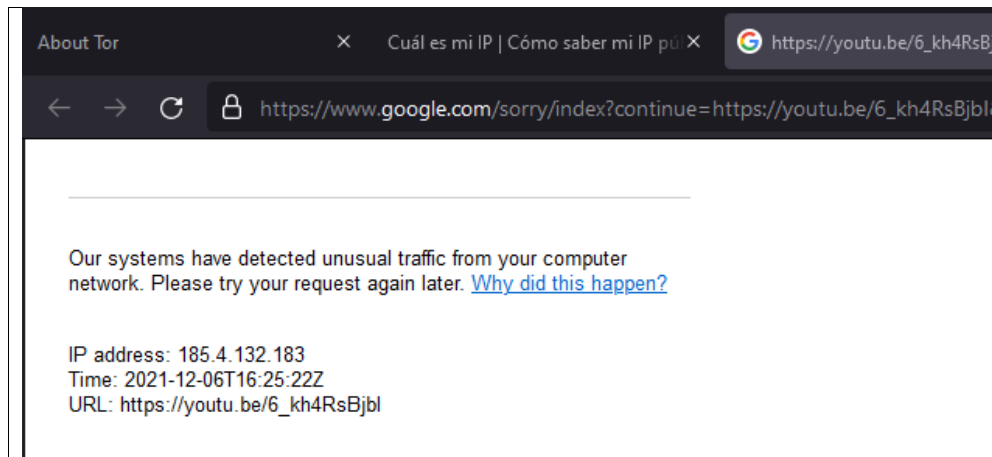 About Tor
Cuál es mi IP | Cómo saber mi IP pú
https://youtu.be/6_kh4RsBj
https://www.google.com/sorry/index?continue=https://youtu.be/6_kh4RsBjbI
Our systems have detected unusual traffic from your computer
network. Please try your request again later. Why did this happen?
IP address: 185.4.132.183
Time: 2021-12-06T16:25:22Z
URL: https://youtu.be/6_kh4RsBjbI